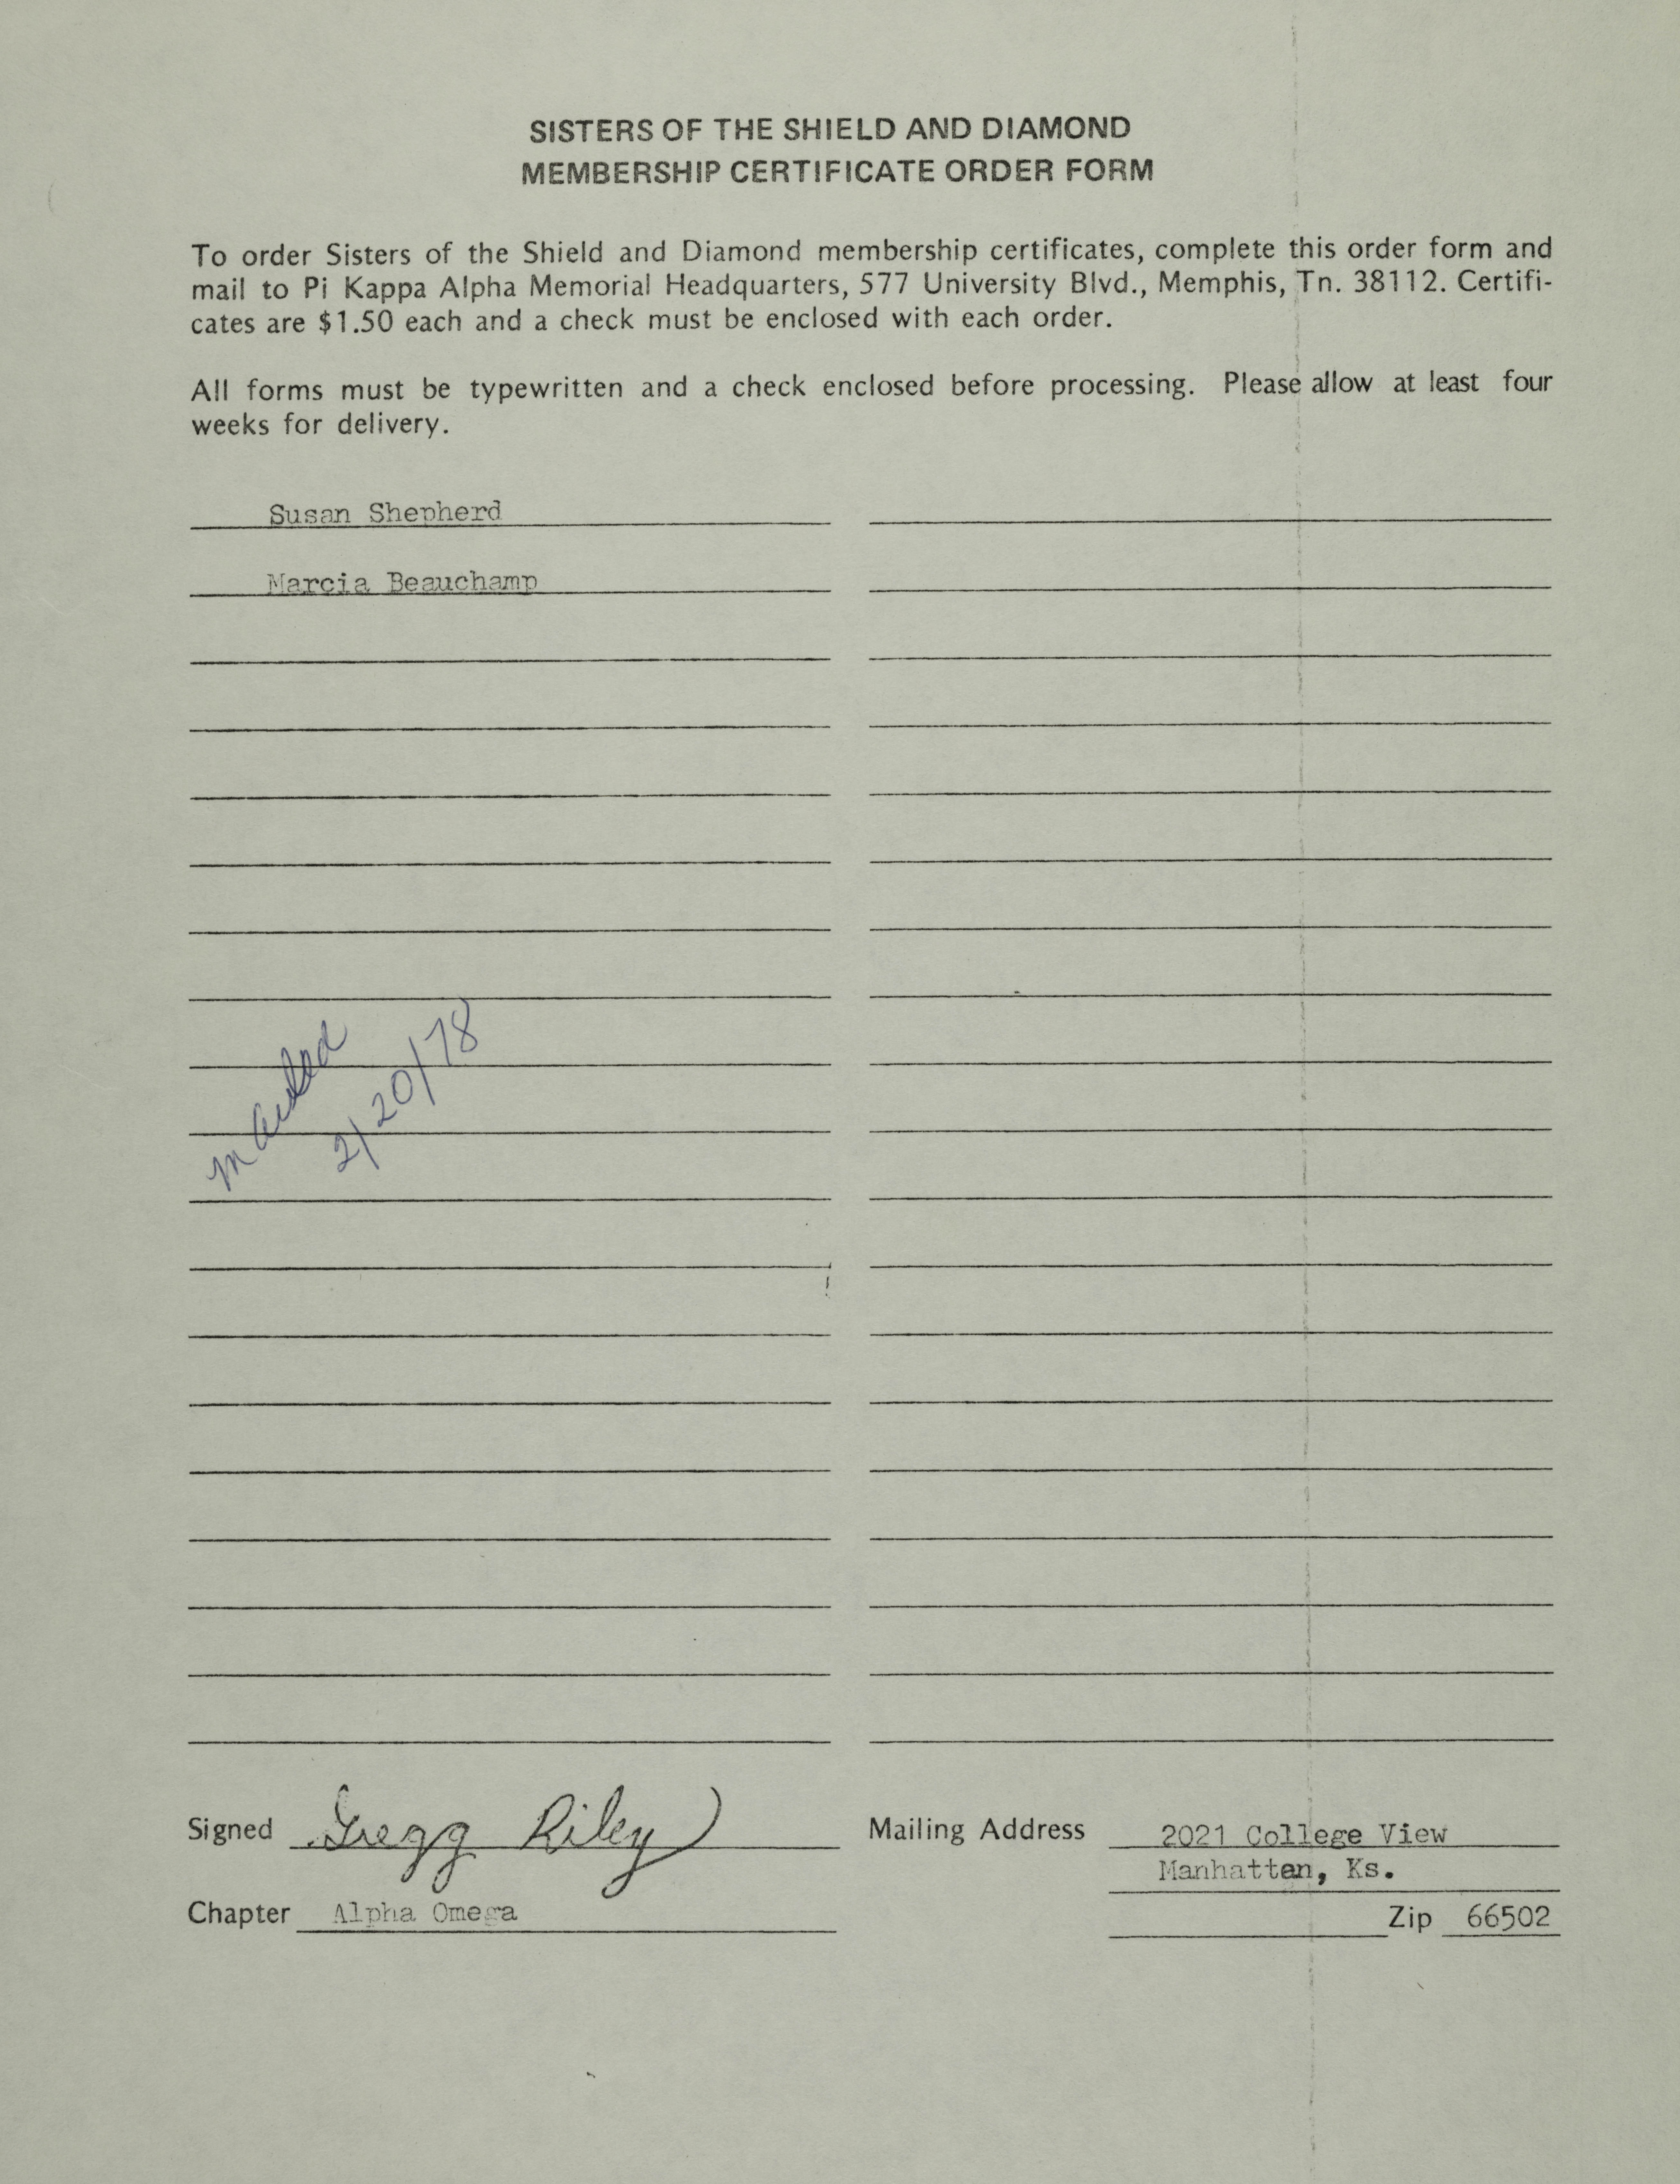 SISTERS OF THE SHIELD AND DIAMOND
MEMBERSHIP CERTIFICATE ORDER FORM
To order Sisters of the Shield and Diamond membership certificates, complete this order form and
mail to Pi Kappa Alpha Memorial Headquarters, 577 University Blvd., Memphis, Tn. 38112. Certifi-
cates are $1.50 each and a check must be enclosed with each order.
All forms must be typewritten and a check enclosed before processing. Please allow at least four
weeks for delivery.
Susan Shepherd
Marcia Beauchamp
mailed
2/20/78
Signed Gregg Riley
Mailing Address 2021 College View
Manhattan, Ks.
Chapter Alpha Omega
Zip 66502